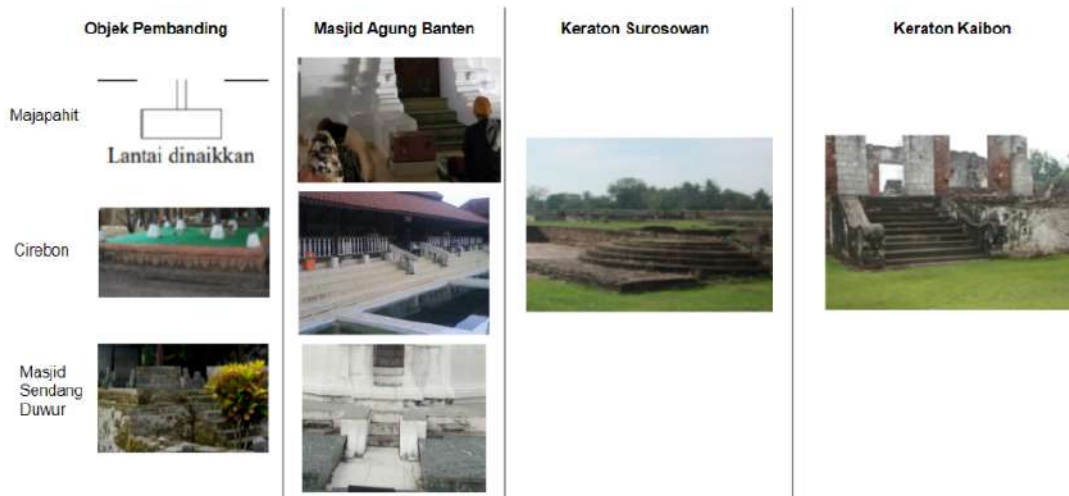 Objek Pembanding
Masjid Agung Banten
Keraton Surosowan
Keraton Kaibon
Majapahit
Lantai dinaikkan
Cirebon
Masjid
Sendang
Duwur